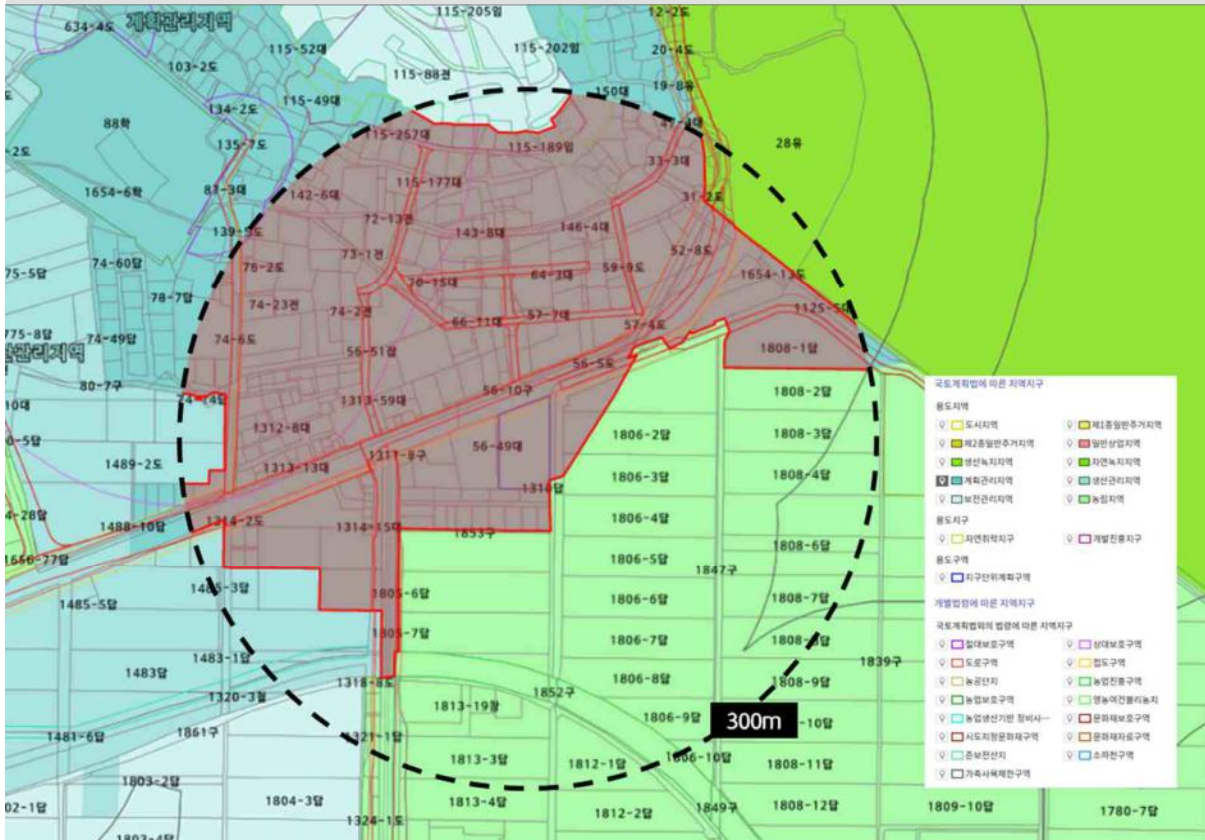 115-205임
12-2도
634-4도
계획관리지역
115-52대
115-202임
20-4도
103-2도
115-88전
19-8유
115-49대
150대
134-2도
88학
115-257대
28유
135-7도
115-189임
33-3대
1654-6학
81-3대
142-6대
115-177대
31-2도
72-13전
139-5도
143-8대
146-4대
74-60답
73-1전
52-8도
75-5답
76-2도
59-9도
1654-13도
64-3대
70-15대
78-7답
74-23전
74-2전
1125-5대
57-7대
775-8답
74-49답
74-6도
66-11대
57-4도
56-51잡
1808-1답
관리지역
80-7구
56-5도
56-10구
1808-2답
1313-59대
1312-8대
1806-2답
1808-3답
56-49대
1489-2도
1311-8구
1313-13대
1806-3답
1808-4답
1310답
1806-4답
1314-2도
1488-10답
1314-15대
1853구
1808-6답
1656-77답
1806-5답
1847구
1485-3답
1805-6답
1806-6답
1808-7답
1485-5답
1305-7답
1806-7답
1483-1답
1839구
1483답
1806-8답
1808-9답
1318-8도
1320-3철
1852구
1813-19창
1806-9답
300m
-10답
1861구
1481-6답
1321-1답
1813-3답
1812-1답
1806-10답
1808-11답
1803-2답
02-1답
1804-3답
1813-4답
1812-2답
1849구
1808-12답
1809-10답
1780-7답
1324-1도
1803-4답
국토계획법에 따른 지역지구
용도지역
도시지역 제1종일반주거지역
제2종일반주거지역 일반상업지역
생산녹지지역 자연녹지지역
계획관리지역 생산관리지역
보전관리지역 농림지역
용도지구
자연취락지구 개발진흥지구
용도구역
지구단위계획구역
개별법령에 따른 지역지구
국토계획법외의 법령에 따른 지역지구
절대보호구역 상대보호구역
도로구역 접도구역
농공단지 농업진흥구역
농업보호구역 영농여건불리농지
농업생산기반 정비사… 문화재보호구역
시도지정문화재구역 문화재자료구역
준보전산지 소하천구역
가축사육제한구역